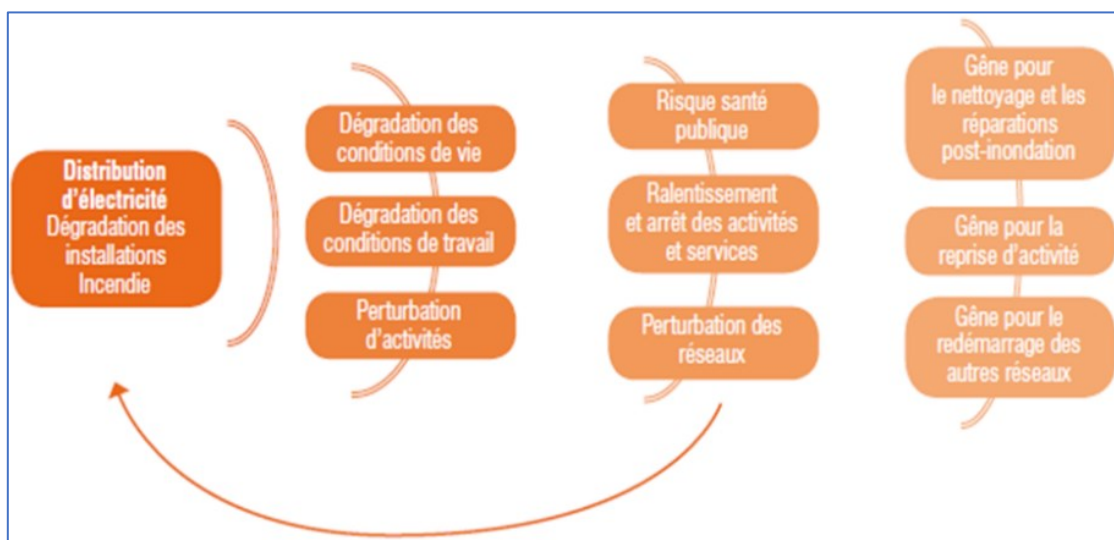 Distribution
d'électricité
Dégradation des
installations
Incendie
Dégradation des
conditions de vie
Dégradation des
conditions de travail
Perturbation
d'activités
Risque santé
publique
Ralentissement
et arrêt des activités
et services
Perturbation des
réseaux
Gêne pour
le nettoyage et les
réparations
post-inondation
Gêne pour la
reprise d'activité
Gêne pour le
redémarrage des
autres réseaux